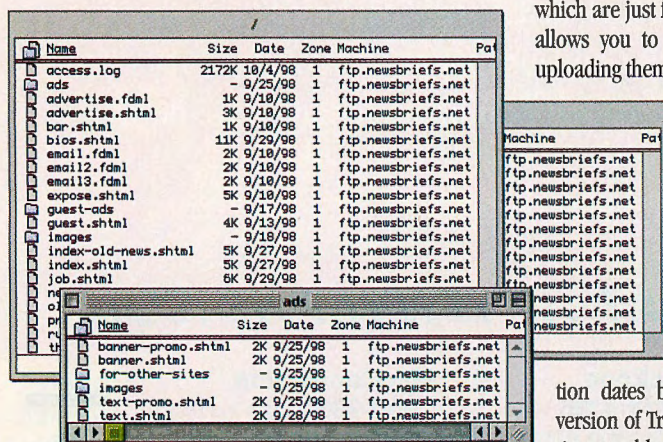 which are just
allows you to
uploading them
/
Name Size Date Zone Machine Pat
access.log 2172K 10/4/98 1 ftp.newsbriefs.net
ads - 9/25/98 1 ftp.newsbriefs.net
advertise.fdml 1K 9/10/98 1 ftp.newsbriefs.net
advertise.shtml 3K 9/10/98 1 ftp.newsbriefs.net
bar.shtml 1K 9/10/98 1 ftp.newsbriefs.net
bios.shtml 11K 9/29/98 1 ftp.newsbriefs.net
email.fdml 2K 9/10/98 1 ftp.newsbriefs.net
email2.fdml 2K 9/10/98 1 ftp.newsbriefs.net
email3.fdml 2K 9/10/98 1 ftp.newsbriefs.net
expose.shtml 5K 9/10/98 1 ftp.newsbriefs.net
guest-ads - 9/17/98 1 ftp.newsbriefs.net
guest.shtml 4K 9/13/98 1 ftp.newsbriefs.net
images - 9/18/98 1 ftp.newsbriefs.net
index-old-news.shtml 5K 9/27/98 1 ftp.newsbriefs.net
index.shtml 5K 9/27/98 1 ftp.newsbriefs.net
job.shtml 6K 9/29/98 1 ftp.newsbriefs.net
Machine Pat
ftp.newsbriefs.net
ftp.newsbriefs.net
ftp.newsbriefs.net
ftp.newsbriefs.net
ftp.newsbriefs.net
ftp.newsbriefs.net
ftp.newsbriefs.net
ftp.newsbriefs.net
ftp.newsbriefs.net
ftp.newsbriefs.net
ftp.newsbriefs.net
newsbriefs.net
newsbriefs.net
ads
Name Size Date Zone Machine Pat
banner-promo.shtml 2K 9/25/98 1 ftp.newsbriefs.net
banner.shtml 2K 9/25/98 1 ftp.newsbriefs.net
for-other-sites - 9/25/98 1 ftp.newsbriefs.net
images - 9/25/98 1 ftp.newsbriefs.net
text-promo.shtml 2K 9/25/98 1 ftp.newsbriefs.net
text.shtml 2K 9/28/98 1 ftp.newsbriefs.net
tion dates
version of